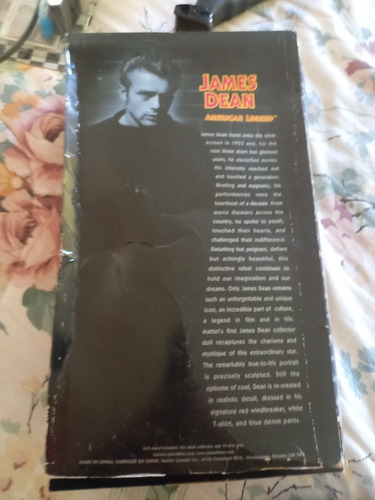 JAMES
DEAN
AMERICAN LEGEND™
James Dean burst onto the silver
screen in 1955 and, for the
next three short but glorious
years, he electrified movies.
His intensity reached out
and touched a generation.
Riveting and magnetic, his
performances were the
heartbeat of a decade. From
movie theaters across the
country, he spoke to youth,
touched their hearts, and
challenged their indifference.
Disturbing but poignant, defiant
but achingly beautiful, this
distinctive rebel continues to
hold our imagination and our
dreams. Only James Dean remains
such an unforgettable and unique
icon, an incredible part of culture,
a legend in film and in life.
Mattel's first James Dean collector
doll recaptures the charisma and
mystique of this extraordinary star.
The remarkably true-to-life portrait
is precisely sculpted. Still the
epitome of cool, Dean is re-created
in realistic detail, dressed in his
signature red windbreaker, white
T-shirt, and blue denim pants.
For adult collector, age 14 and